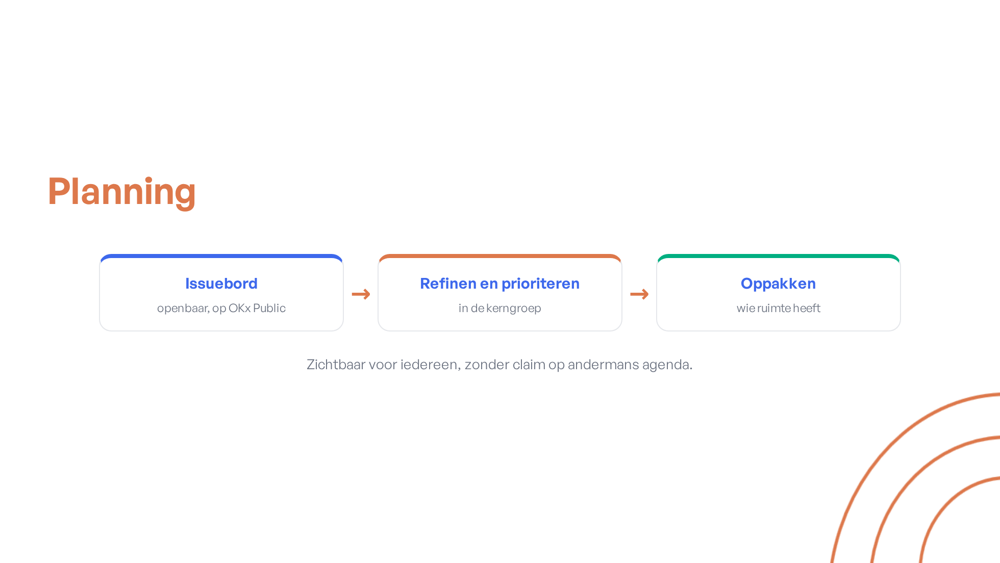 Planning
Issuebord
openbaar, op OKx Public
→
Refinen en prioriteren
in de kerngroep
→
Oppakken
wie ruimte heeft
Zichtbaar voor iedereen, zonder claim op andermans agenda.